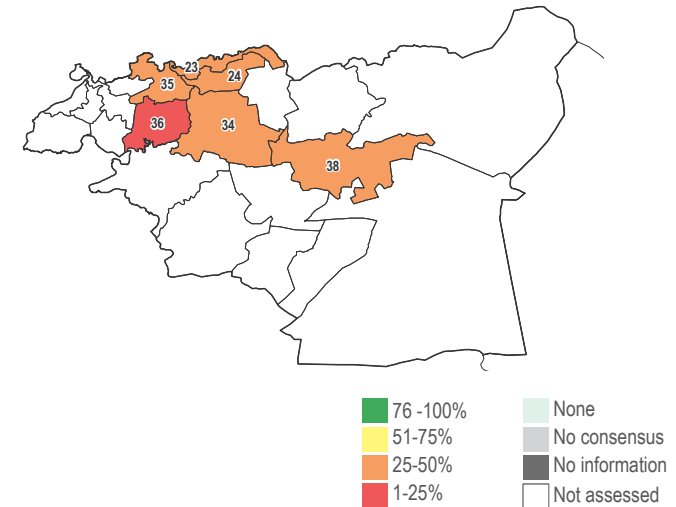 23
24
35
36
34
38
76 -100%
51-75%
25-50%
1-25%
None
No consensus
No information
Not assessed